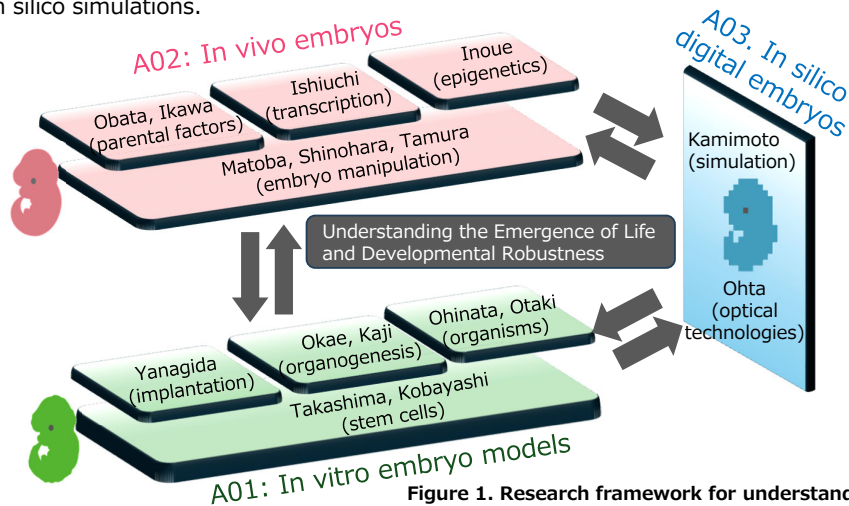 n silico simulations.
A02: In vivo embryos
Obata, Ikawa
(parental factors)
Ishiuchi
(transcription)
Inoue
(epigenetics)
Matoba, Shinohara, Tamura
(embryo manipulation)
A03. In silico
digital embryos
Kamimoto
(simulation)
Ohta
(optical
technologies)
Understanding the Emergence of Life
and Developmental Robustness
Yanagida
(implantation)
Okae, Kaji
(organogenesis)
Ohinata, Otaki
(organisms)
Takashima, Kobayashi
(stem cells)
A01: In vitro embryo models
Figure 1. Research framework for understand